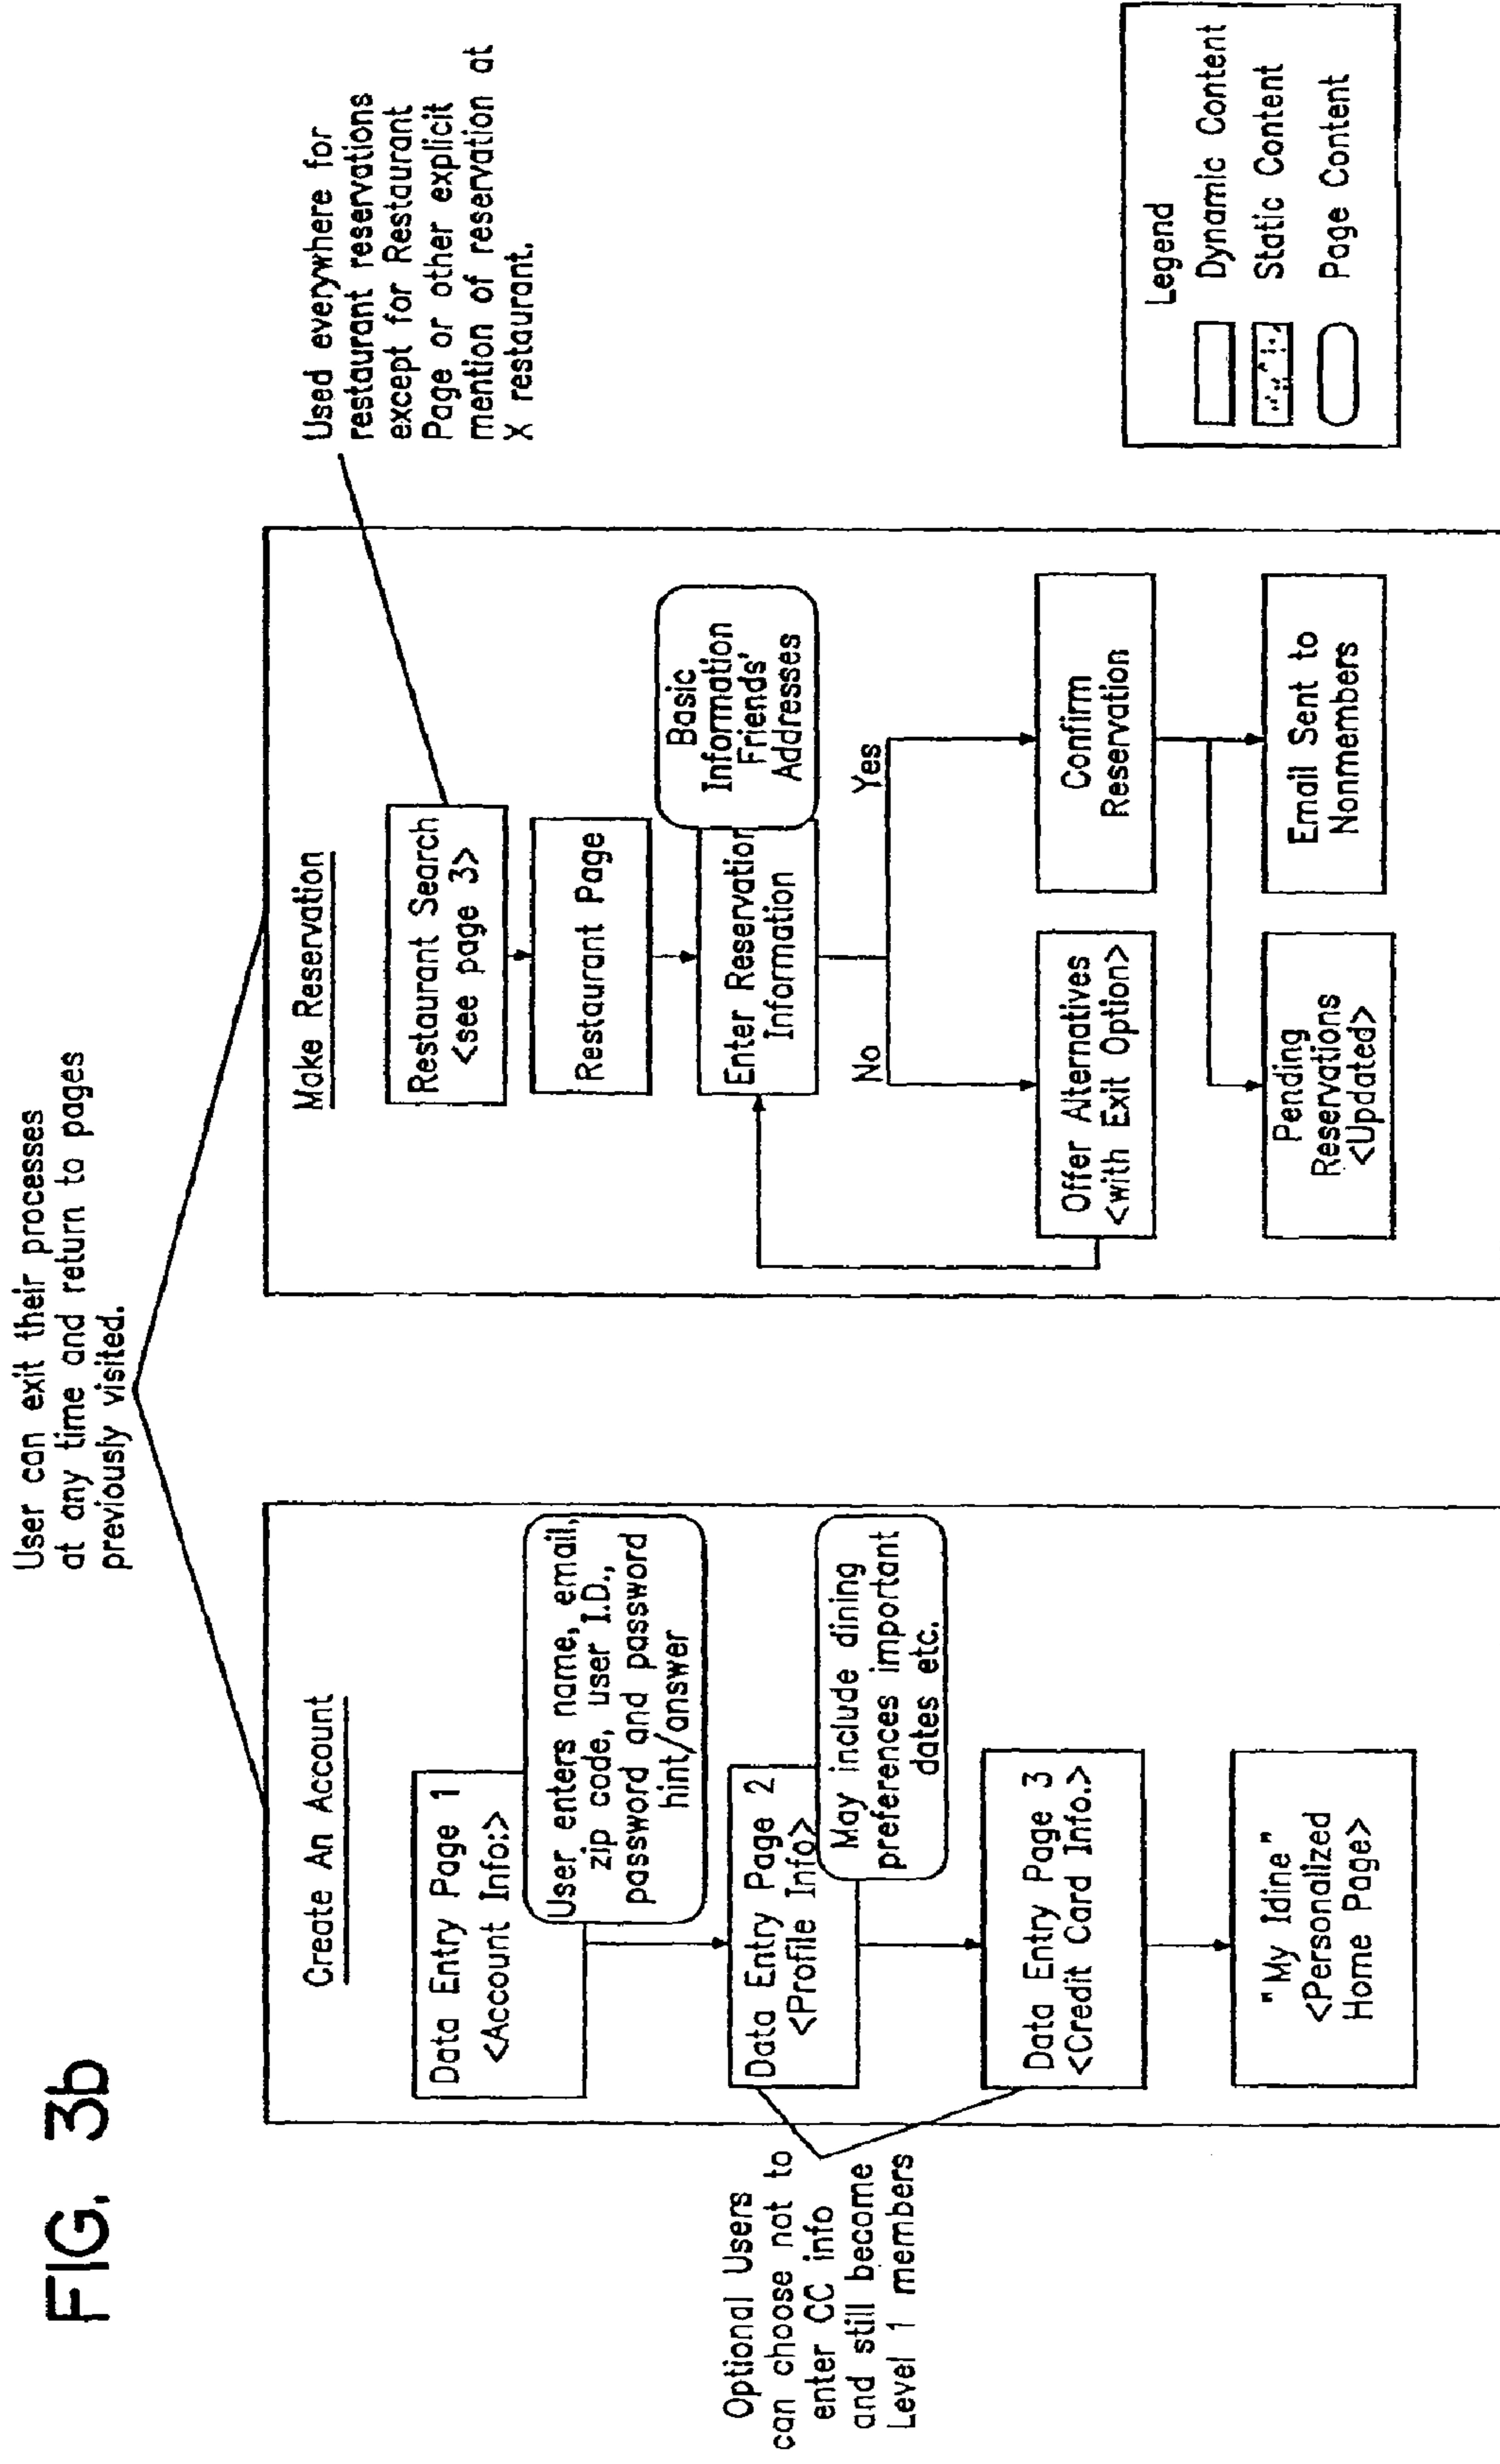 FIG. 3b
User can exit their processes
at any time and return to pages
previously visited.
Create An Account
Data Entry Page 1
<Account Info:>
User enters name, email,
zip code, user I.D.,
password and password
hint/answer
Data Entry Page 2
<Profile Info>
May include dining
preferences important
dates etc.
Data Entry Page 3
<Credit Card Info.>
"My Idine"
<Personalized
Home Page>
Optional Users
can choose not to
enter CC info
and still become
Level 1 members
Make Reservation
Restaurant Search
<see page 3>
Restaurant Page
Enter Reservation
Information
Basic
Information
Friends'
Addresses
No
Yes
Offer Alternatives
<with Exit Option>
Confirm
Reservation
Pending
Reservations
<Updated>
Email Sent to
Nonmembers
Used everywhere for
restaurant reservations
except for Restaurant
Page or other explicit
mention of reservation at
X restaurant.
Legend
Dynamic Content
Static Content
Page Content